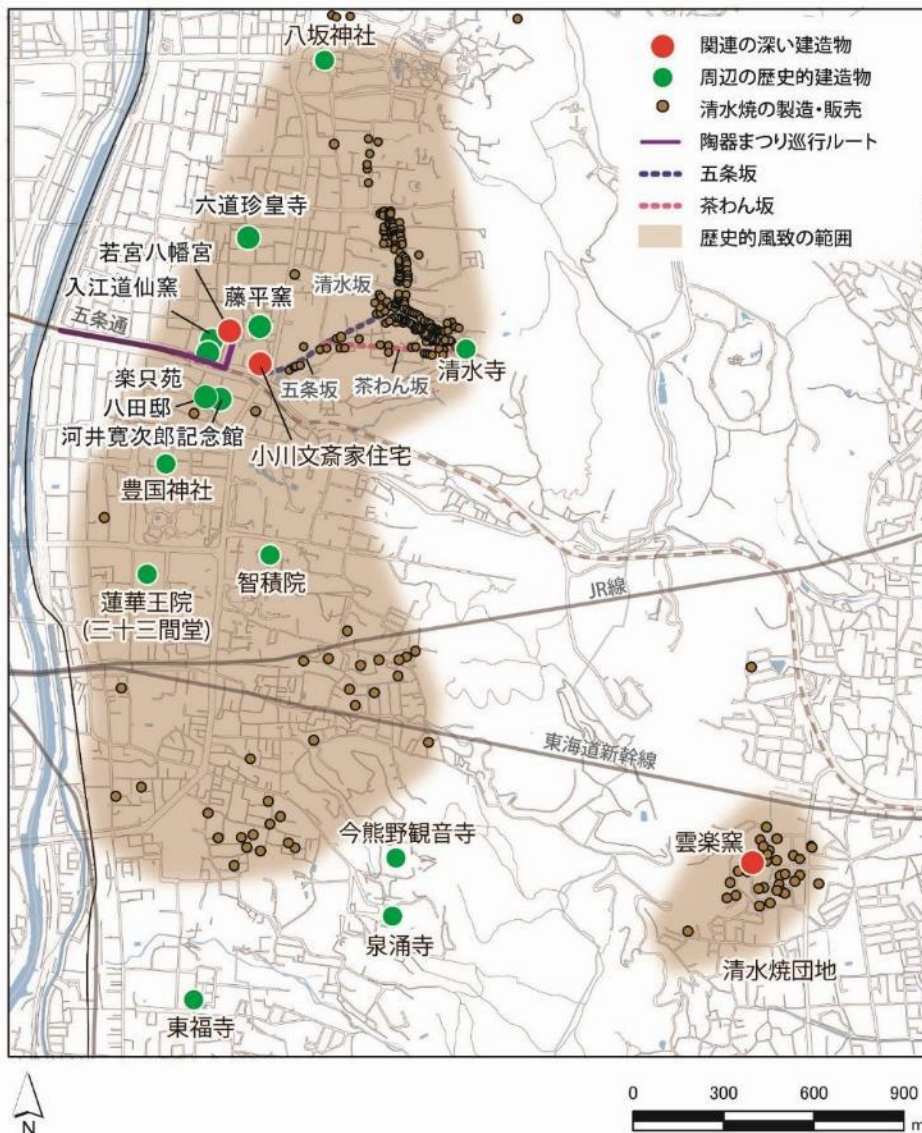 八坂神社
関連の深い建造物
周辺の歴史的建造物
清水焼の製造・販売
陶器まつり巡行ルート
五条坂
茶わん坂
歴史的風致の範囲
六道珍皇寺
若宮八幡宮
入江道仙窯
藤平窯
清水坂
五条通
五条坂
茶わん坂
清水寺
楽只苑
八田邸
河井寛次郎記念館
小川文斎家住宅
豊国神社
智積院
蓮華王院
(三十三間堂)
JR線
東海道新幹線
今熊野観音寺
雲楽窯
泉涌寺
清水焼団地
東福寺
N
0 300 600 900
m